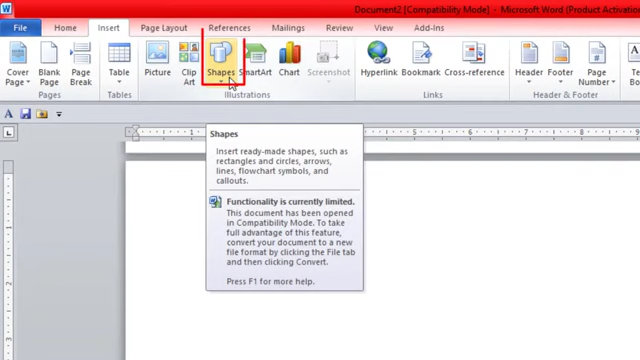 Document2 [Compatibility Mode] - Microsoft Word (Product Activation
File Home Insert Page Layout References Mailings Review View Add-Ins
Cover Page
Blank Page
Page Break
Table
Picture
Clip Art
Shapes
SmartArt
Chart
Screenshot
Hyperlink
Bookmark
Cross-reference
Header
Footer
Page Number
Te
Bo
Pages Tables Illustrations Links Header & Footer
Shapes
Insert ready-made shapes, such as
rectangles and circles, arrows,
lines, flowchart symbols, and
callouts.
Functionality is currently limited.
This document has been opened
in Compatibility Mode. To take
full advantage of this feature,
convert your document to a new
file format by clicking the File tab
and then clicking Convert.
Press F1 for more help.